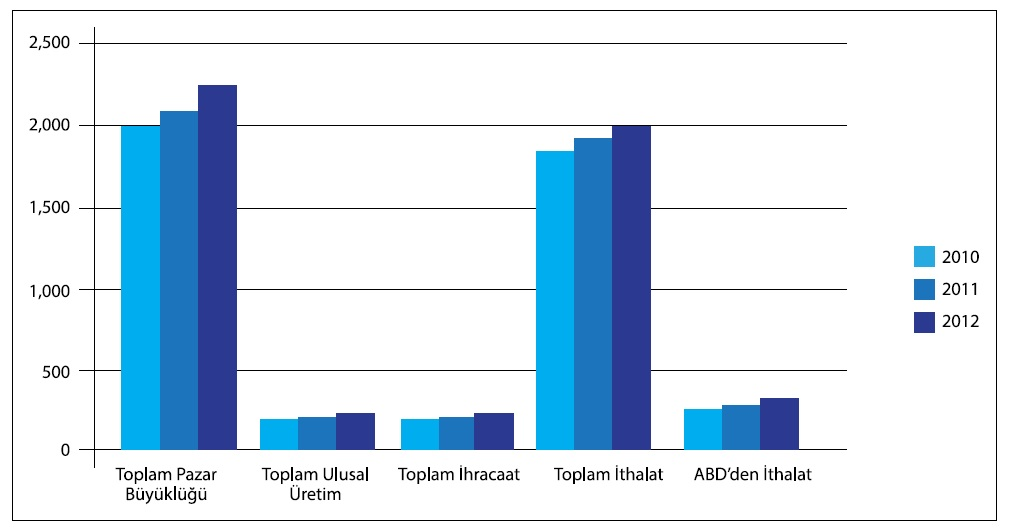 2,500
2,000
1,500
1,000
500
0
Toplam Pazar
Büyüklüğü
Toplam Ulusal
Üretim
Toplam İhracaat
Toplam İthalat
ABD’den İthalat
2010
2011
2012